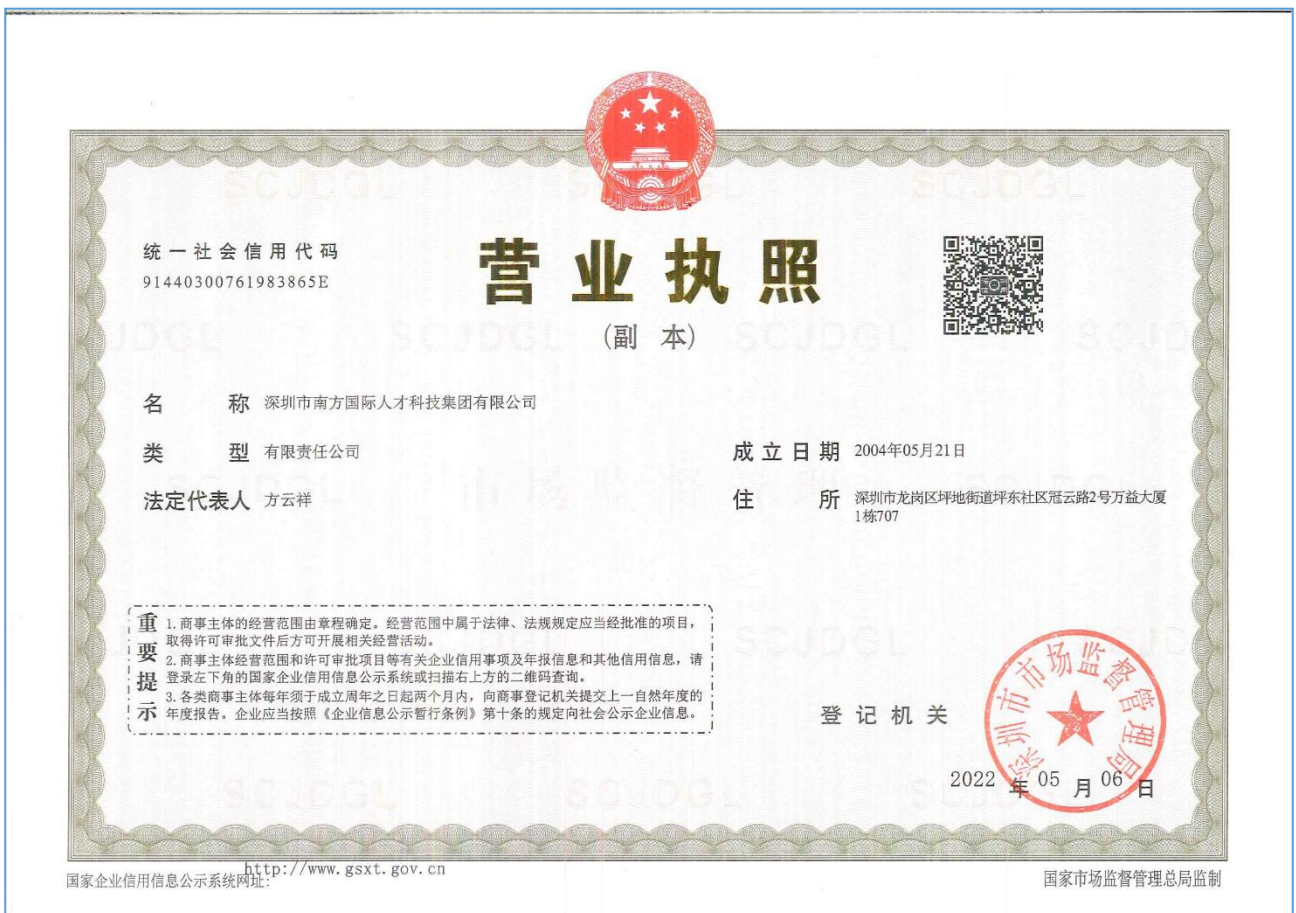 统一社会信用代码
91440300761983865E
营业执照
(副 本)
名 称 深圳市南方国际人才科技集团有限公司
类 型 有限责任公司
法定代表人 方云祥
成立日期 2004年05月21日
住 所 深圳市龙岗区坪地街道坪东社区冠云路2号万益大厦
1栋707
重要提示
1.商事主体的经营范围由章程确定。经营范围中属于法律、法规规定应当经批准的项目，
取得许可审批文件后方可开展相关经营活动。
2.商事主体经营范围和许可审批项目等有关企业信用事项及年报信息和其他信用信息，请
登录左下角的国家企业信用信息公示系统或扫描右上方的二维码查询。
3.各类商事主体每年须于成立周年之日起两个月内，向商事登记机关提交上一自然年度的
年度报告。企业应当按照《企业信息公示暂行条例》第十条的规定向社会公示企业信息。
登记机关
深圳市市场监督管理局
2022 年 05 月 06 日
国家企业信用信息公示系统网址:
http://www.gsxt.gov.cn
国家市场监督管理总局监制
SCJDGL
市场监督管理